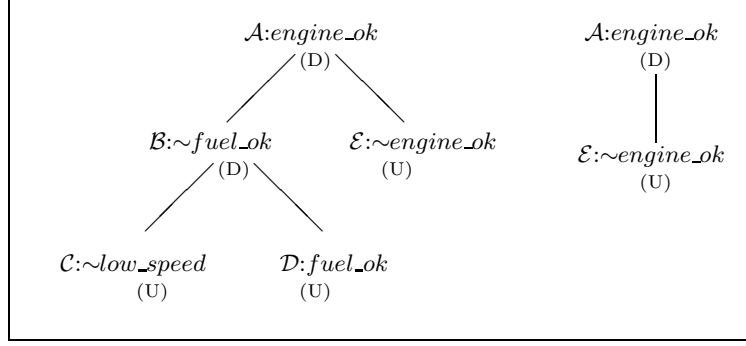 𝒜:engine_ok 𝒜:engine_ok
(D) (D)
ℬ:∼fuel_ok ℰ:∼engine_ok ℰ:∼engine_ok
(D) (U) (U)
𝒞:∼low_speed 𝒟:fuel_ok
(U) (U)